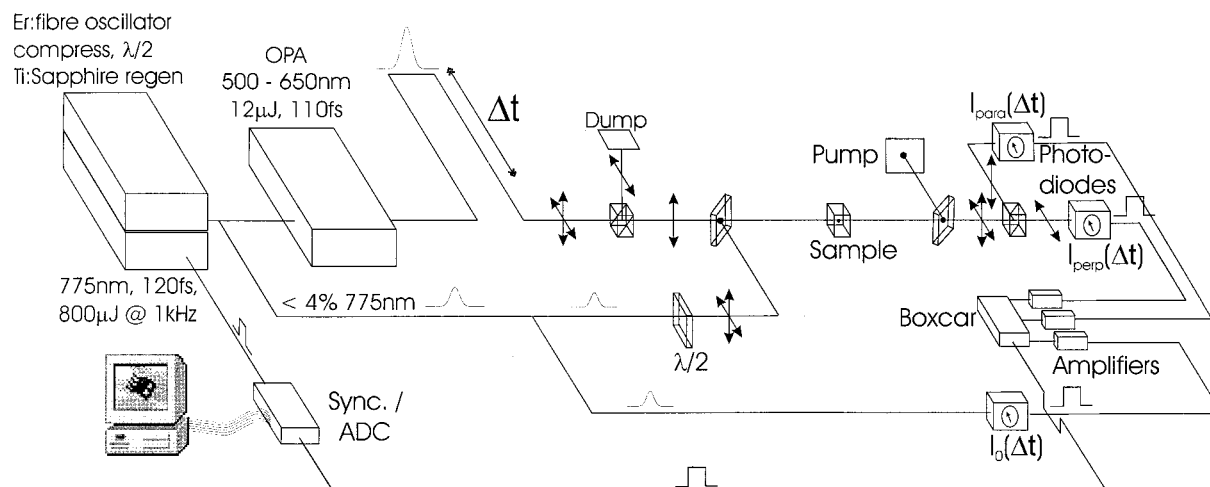 Er:fibre oscillator
compress, λ/2
Ti:Sapphire regen
OPA
500 - 650nm
12μJ, 110fs
Δt
Dump
Pump
I_para(Δt)
Photo-
diodes
Sample
I_perp(Δt)
775nm, 120fs,
800μJ @ 1kHz
< 4% 775nm
λ/2
Boxcar
Amplifiers
Sync. /
ADC
I_0(Δt)